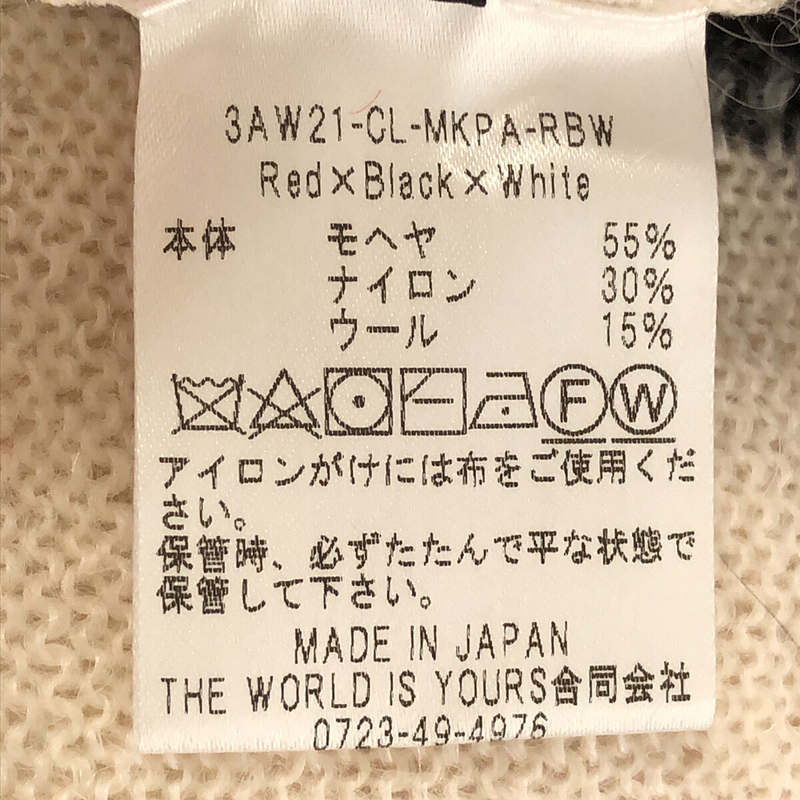 3AW21-CL-MKPA-RBW
Red×Black×White
本体 モヘヤ 55%
ナイロン 30%
ウール 15%
F W
アイロンがけには布をご使用くだ
さい。
保管時、必ずたたんで平な状態で
保管して下さい。
MADE IN JAPAN
THE WORLD IS YOURS合同会社
0723-49-4976